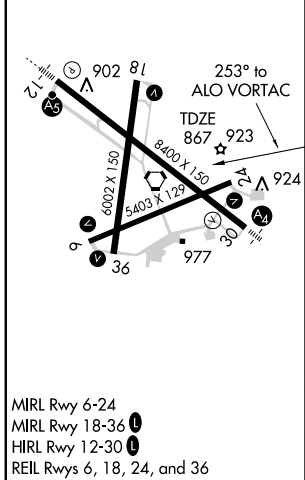 253° to
ALO VORTAC
902
18
P
V
12
A5
TDZE
867
923
8400 X 150
6002 X 150
5403 X 129
24
924
V
V
V
A4
6
V
30
36
977
MIRL Rwy 6-24
MIRL Rwy 18-36 L
HIRL Rwy 12-30 L
REIL Rwys 6, 18, 24, and 36